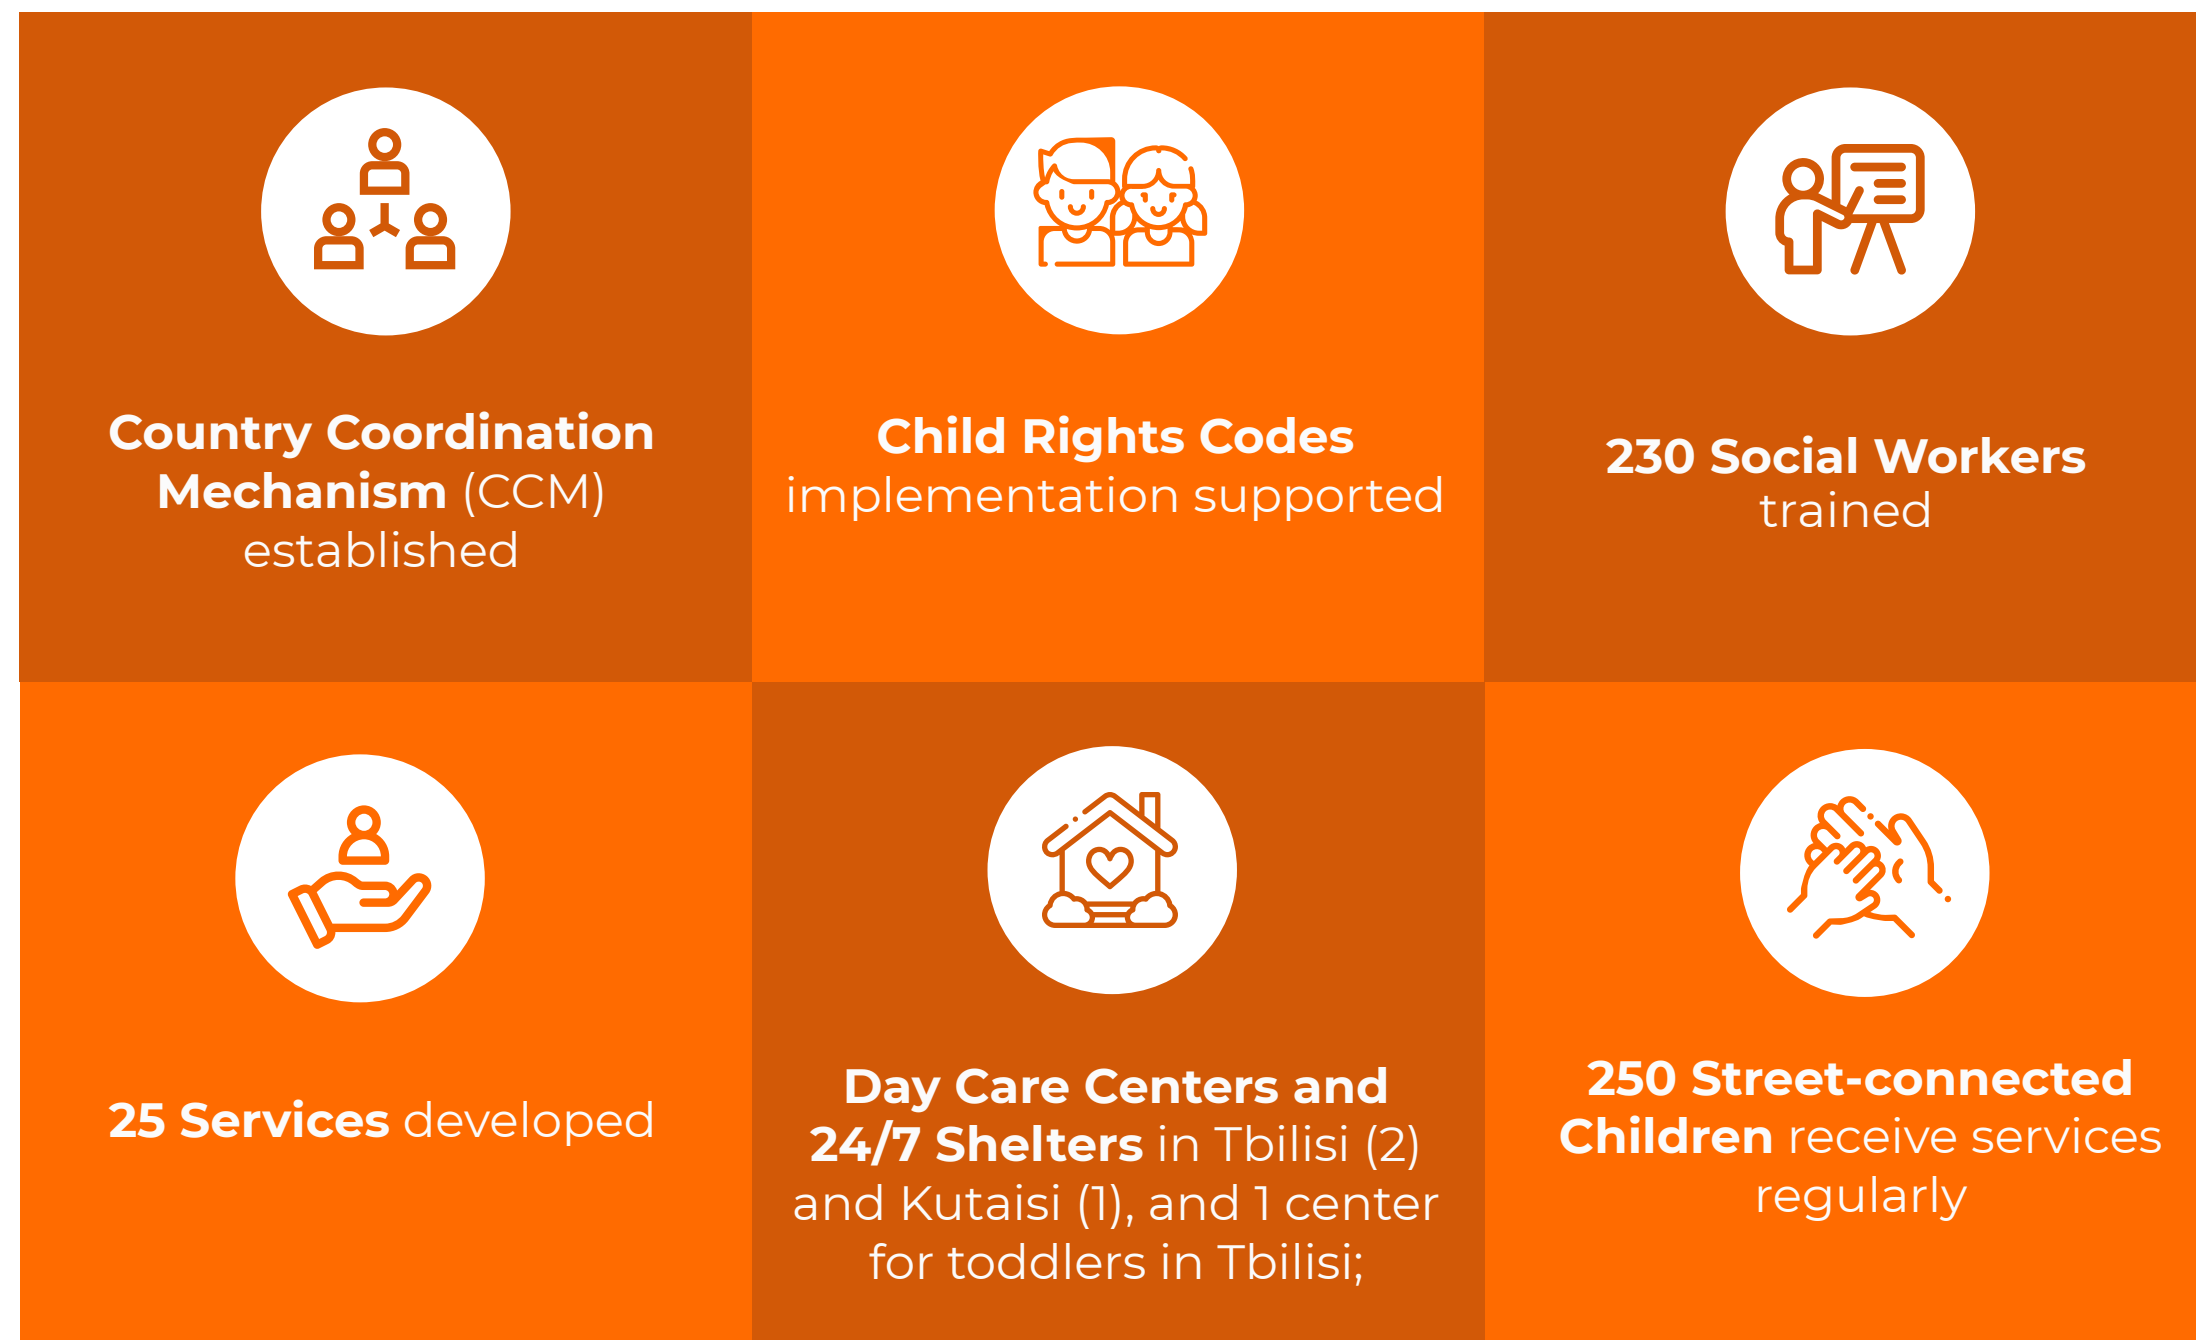 Country Coordination
Mechanism (CCM)
established
Child Rights Codes
implementation supported
230 Social Workers
trained
25 Services developed
Day Care Centers and
24/7 Shelters in Tbilisi (2)
and Kutaisi (1), and 1 center
for toddlers in Tbilisi;
250 Street-connected
Children receive services
regularly